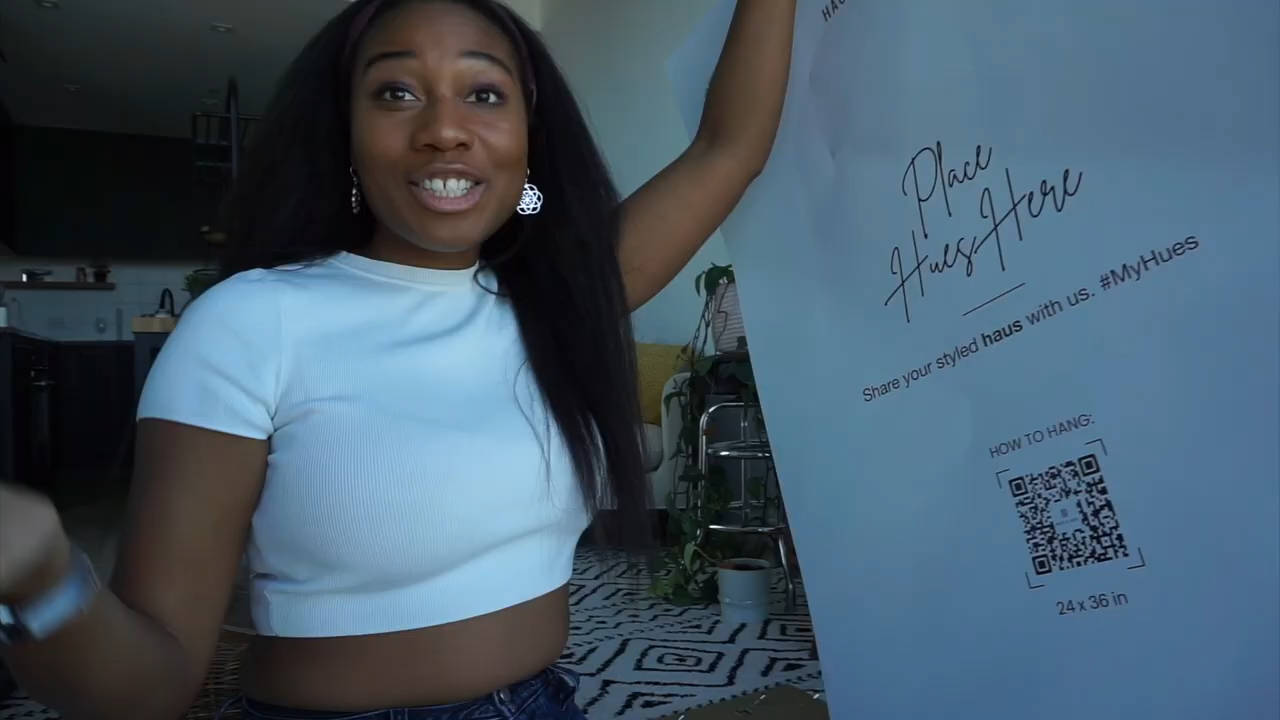 Place
Hues Here
Share your styled haus with us. #MyHues
HOW TO HANG:
24 x 36 in